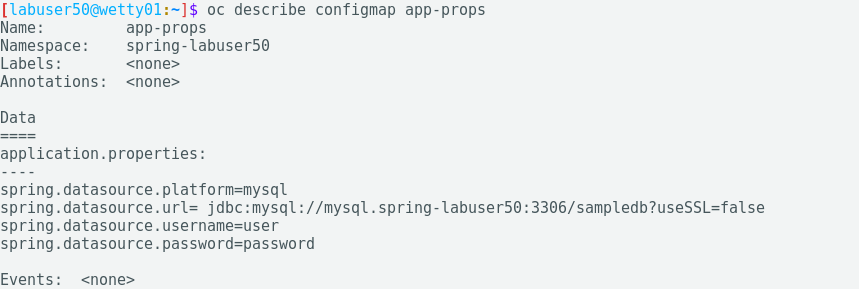 [labuser50@wetty01:~]$ oc describe configmap app-props
Name:         app-props
Namespace:    spring-labuser50
Labels:       <none>
Annotations:  <none>

Data
====
application.properties:
----
spring.datasource.platform=mysql
spring.datasource.url= jdbc:mysql://mysql.spring-labuser50:3306/sampledb?useSSL=false
spring.datasource.username=user
spring.datasource.password=password

Events:  <none>